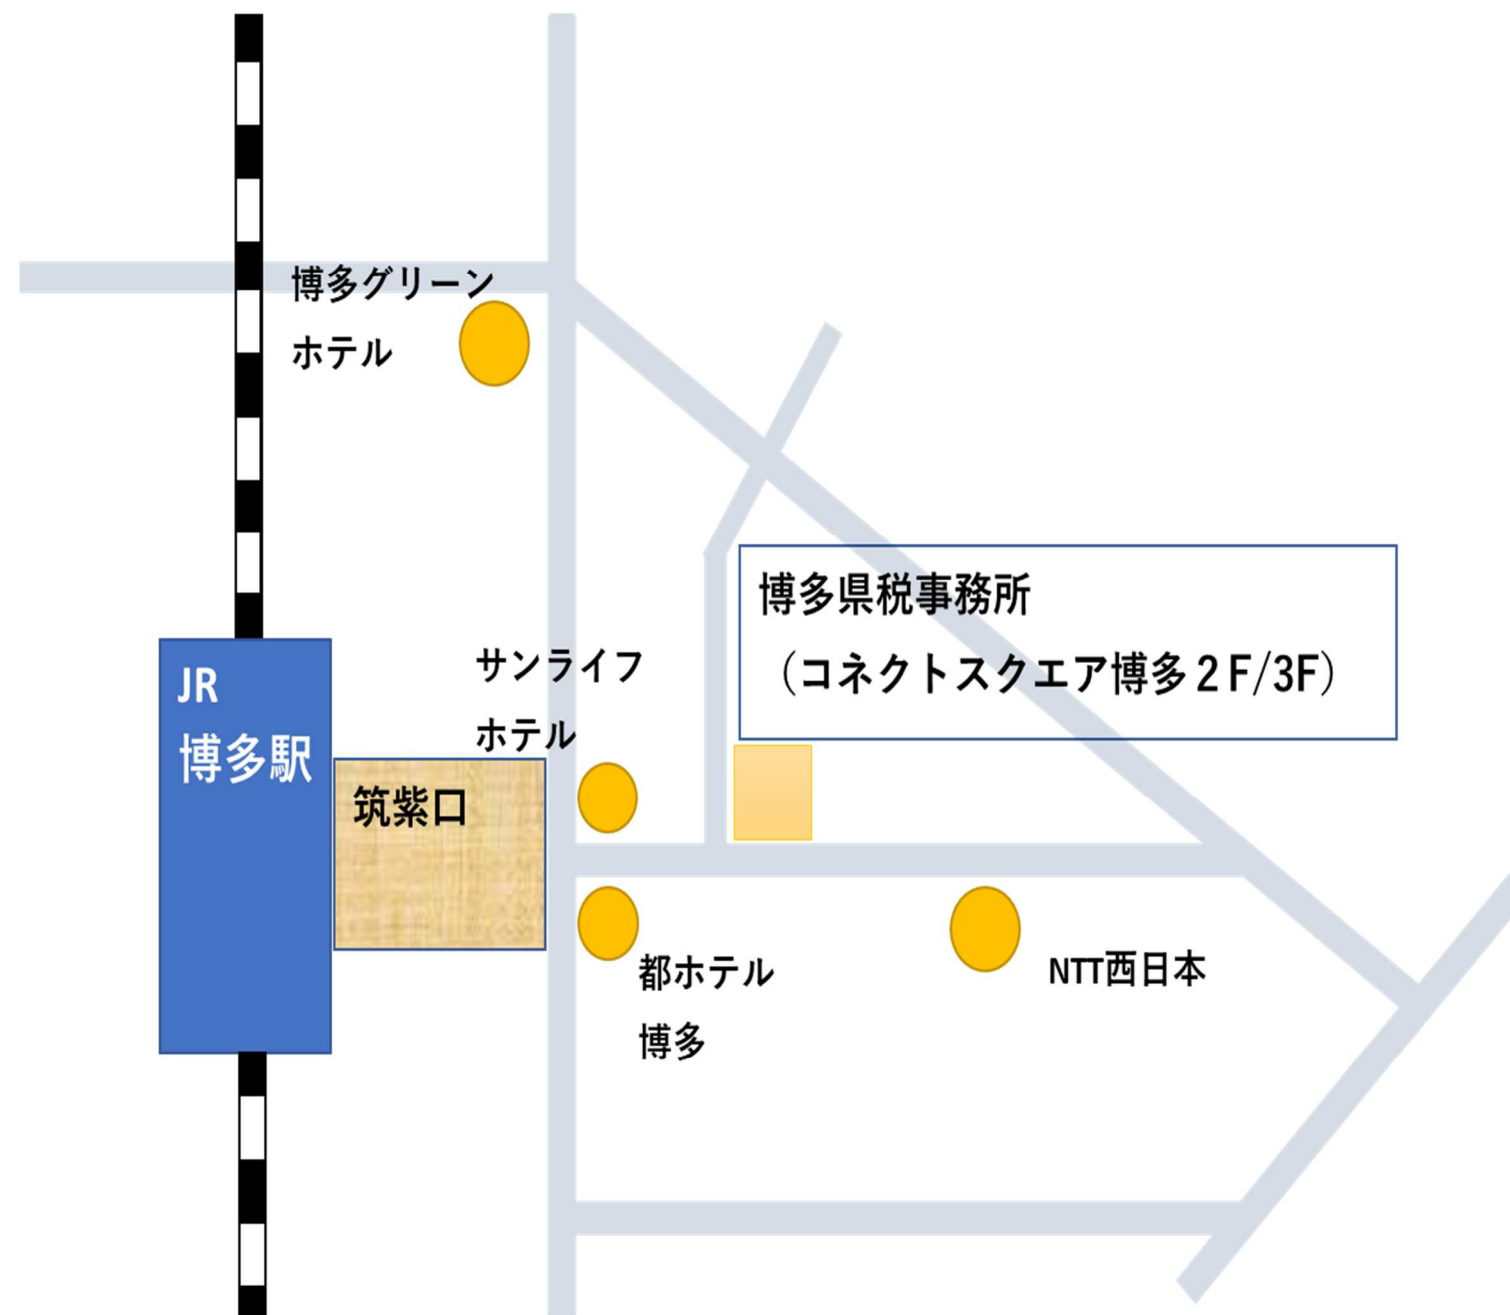 博多グリーン
ホテル
博多県税事務所
（コネクトスクエア博多２F/3F）
サンライフ
ホテル
JR
博多駅
筑紫口
都ホテル
博多
NTT西日本